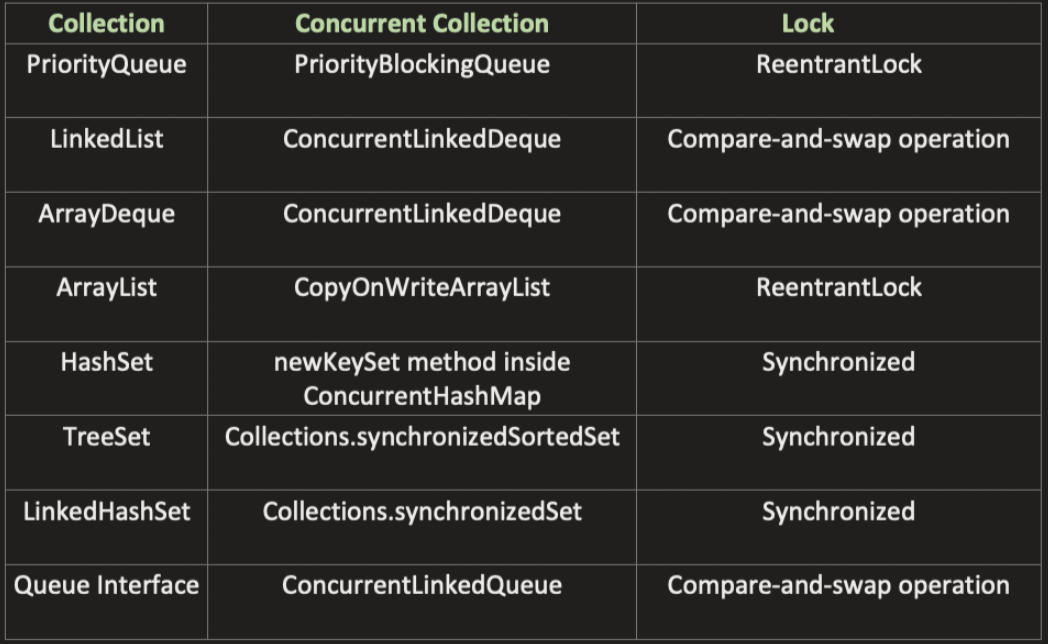 Collection Concurrent Collection Lock
PriorityQueue PriorityBlockingQueue ReentrantLock
LinkedList ConcurrentLinkedDeque Compare-and-swap operation
ArrayDeque ConcurrentLinkedDeque Compare-and-swap operation
ArrayList CopyOnWriteArrayList ReentrantLock
HashSet newKeySet method inside Synchronized
ConcurrentHashMap
TreeSet Collections.synchronizedSortedSet Synchronized
LinkedHashSet Collections.synchronizedSet Synchronized
Queue Interface ConcurrentLinkedQueue Compare-and-swap operation